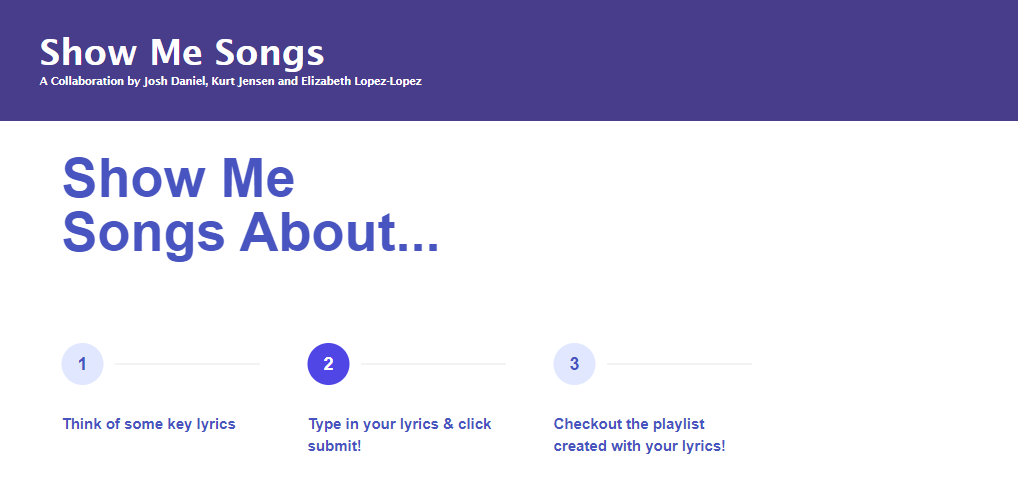 Show Me Songs
A Collaboration by Josh Daniel, Kurt Jensen and Elizabeth Lopez-Lopez
Show Me
Songs About...
1
Think of some key lyrics
2
Type in your lyrics & click
submit!
3
Checkout the playlist
created with your lyrics!